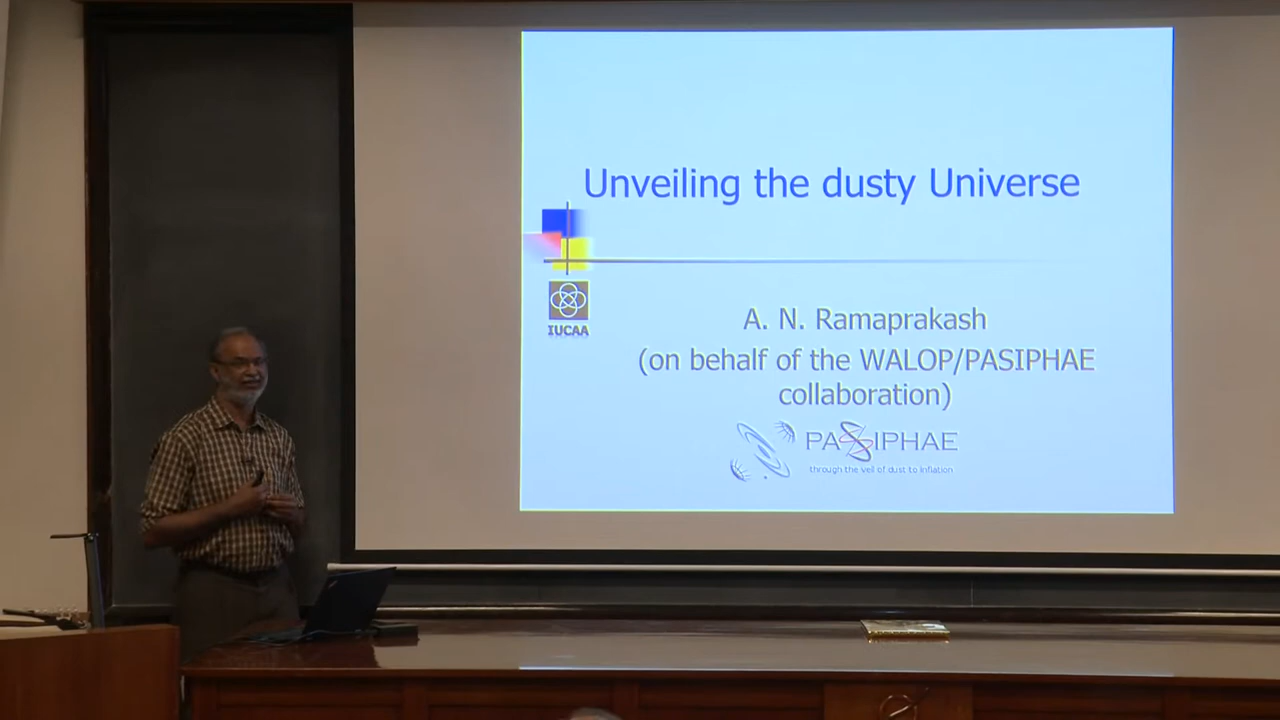 Unveiling the dusty Universe
IUCAA
A. N. Ramaprakash
(on behalf of the WALOP/PASIPHAE
collaboration)
PASIPHAE
through the veil of dust to inflation